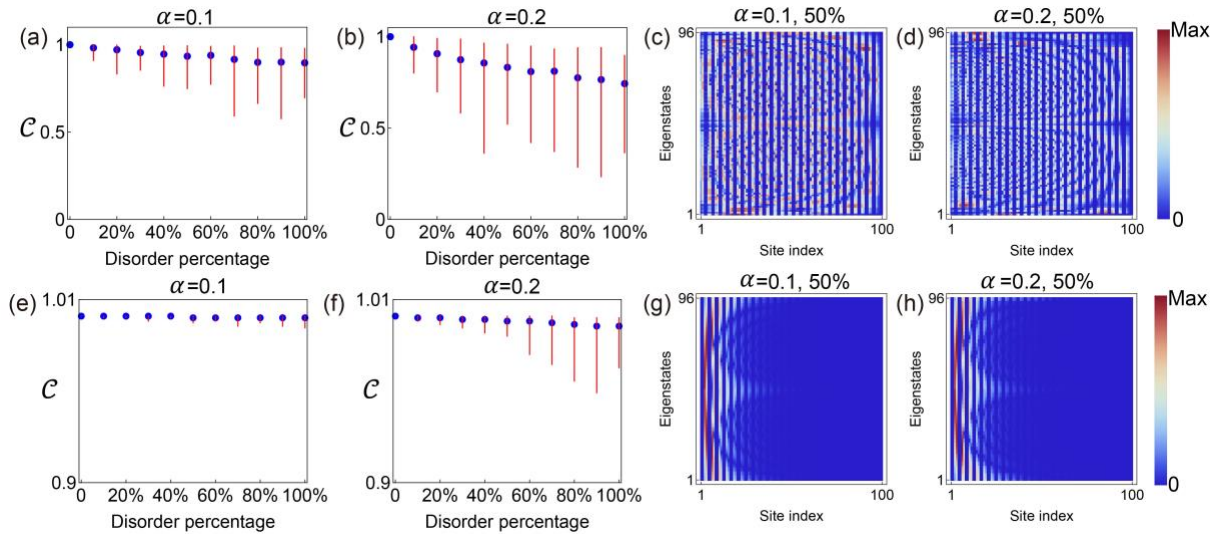 α=0.1
α=0.2
α=0.1, 50%
α=0.2, 50%
(a)
(b)
(c)
(d)
1
0.5
0
C
0
20%
40%
60%
80%
100%
Disorder percentage
1
0.5
0
C
0
20%
40%
60%
80%
100%
Disorder percentage
96
Eigenstates
1
1
100
Site index
96
Eigenstates
1
1
100
Site index
Max
0
α=0.1
α=0.2
α=0.1, 50%
α=0.2, 50%
(e)
(f)
(g)
(h)
1.01
C
0.9
0
20%
40%
60%
80%
100%
Disorder percentage
1.01
C
0.9
0
20%
40%
60%
80%
100%
Disorder percentage
96
Eigenstates
1
1
100
Site index
96
Eigenstates
1
1
100
Site index
Max
0